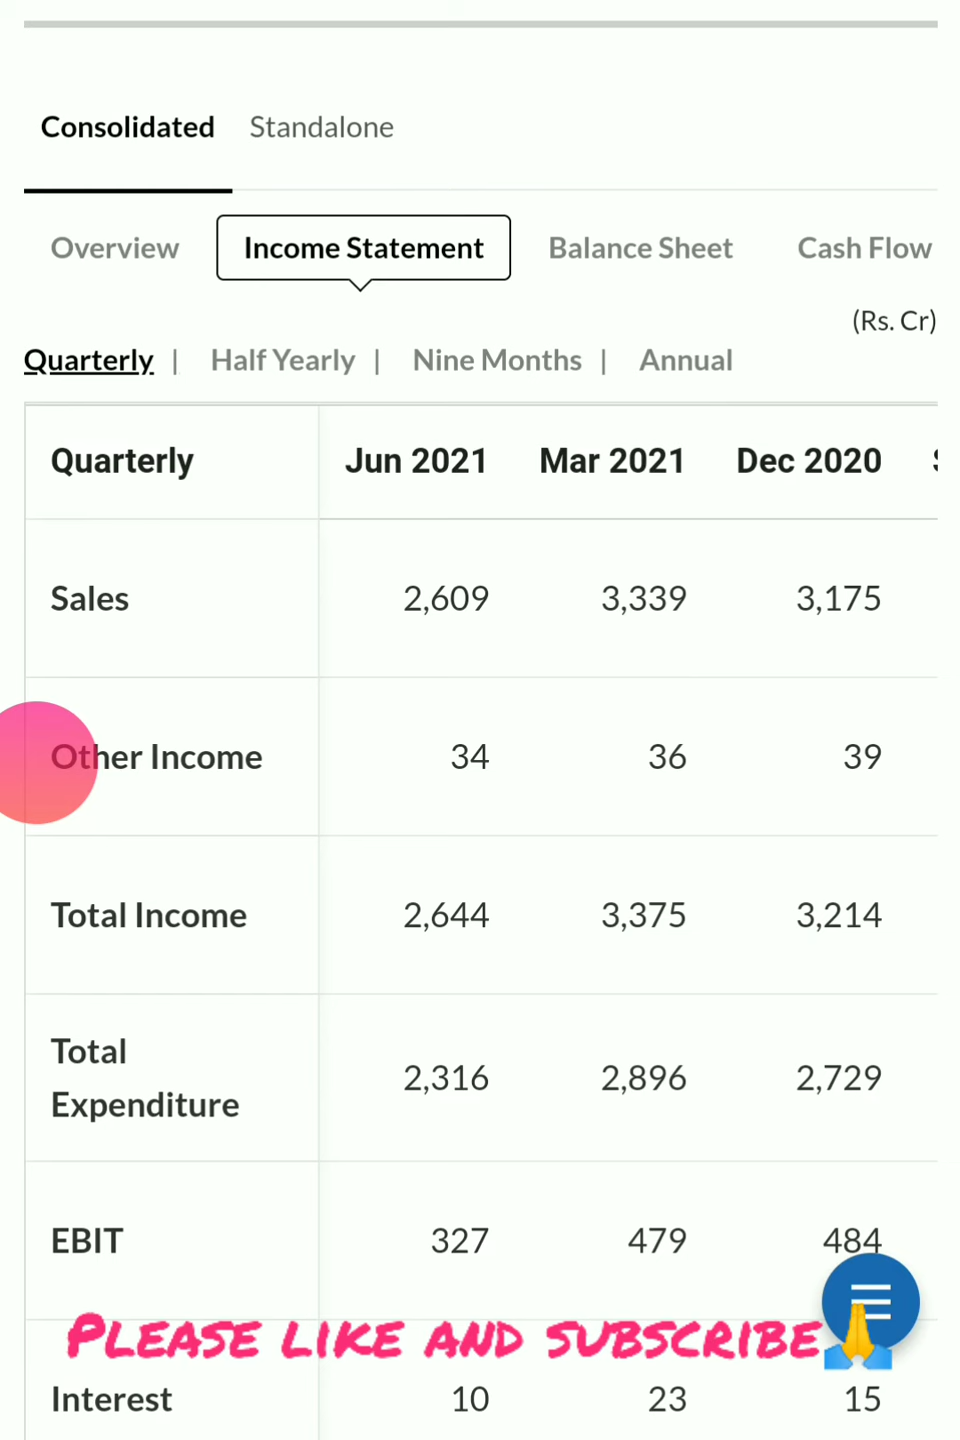 Consolidated Standalone
Overview Income Statement Balance Sheet Cash Flow
(Rs. Cr)
Quarterly | Half Yearly | Nine Months | Annual
Quarterly Jun 2021 Mar 2021 Dec 2020
Sales 2,609 3,339 3,175
Other Income 34 36 39
Total Income 2,644 3,375 3,214
Total
Expenditure 2,316 2,896 2,729
EBIT 327 479 484
PLEASE LIKE AND SUBSCRIBE🙏
Interest 10 23 15